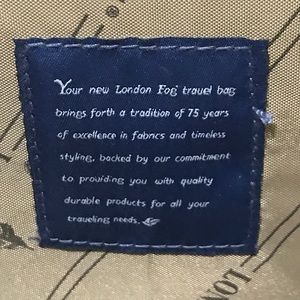 Your new London Fog travel bag
brings forth a tradition of 75 years
of excellence in fabrics and timeless
styling, backed by our commitment
to providing you with quality
durable products for all your
traveling needs.
LON